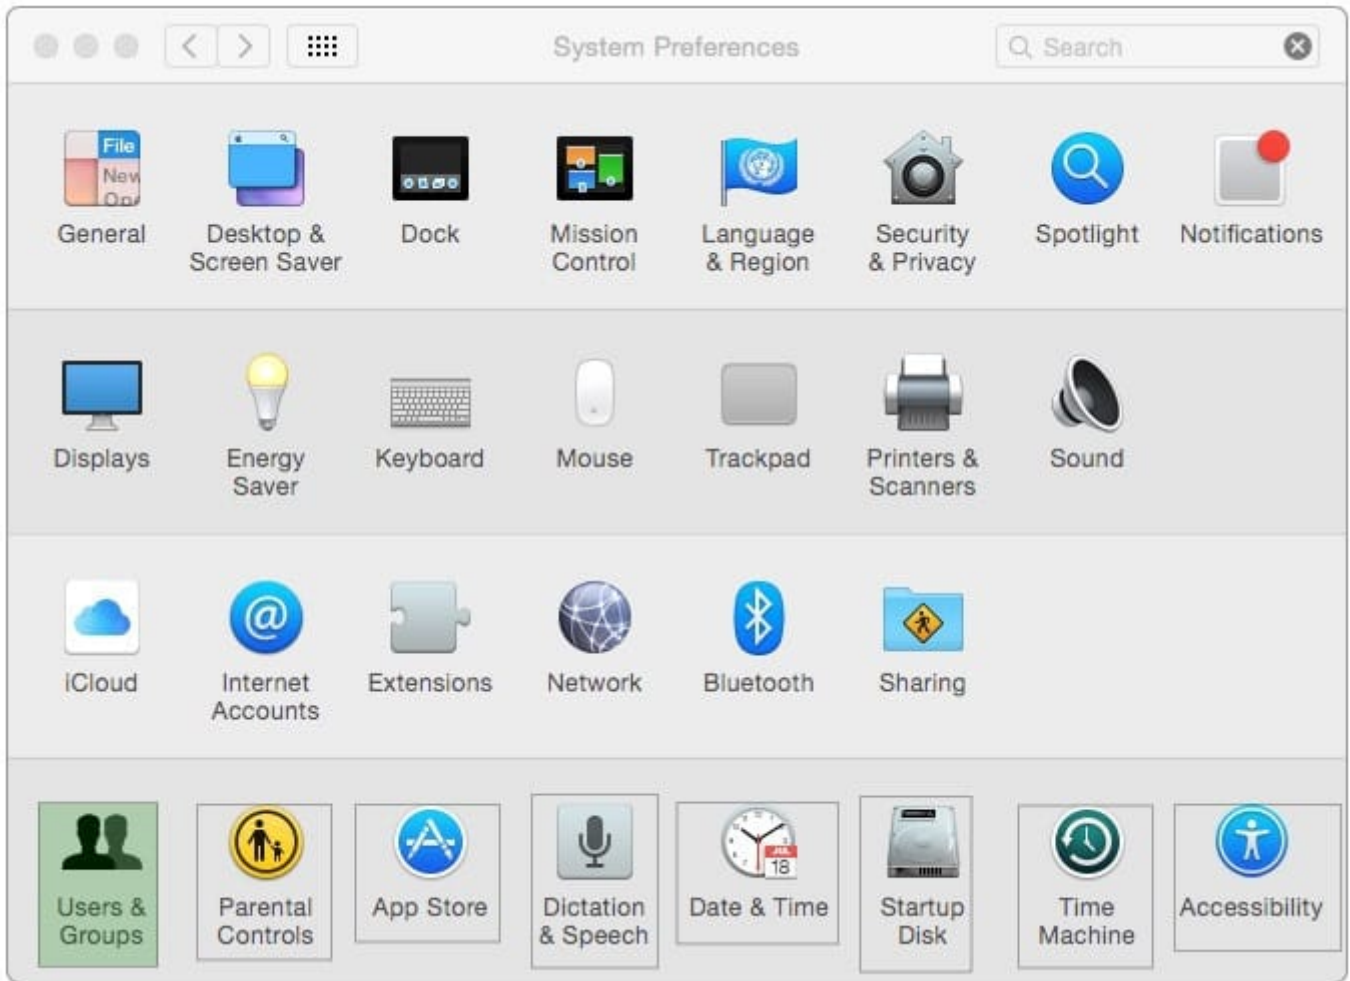 System Preferences
Search
File
New
General
Desktop &
Screen Saver
Dock
Mission
Control
Language
& Region
Security
& Privacy
Spotlight
Notifications
Displays
Energy
Saver
Keyboard
Mouse
Trackpad
Printers &
Scanners
Sound
iCloud
@
Internet
Accounts
Extensions
Network
Bluetooth
Sharing
Users &
Groups
Parental
Controls
App Store
Dictation
& Speech
JUL
18
Date & Time
Startup
Disk
Time
Machine
Accessibility